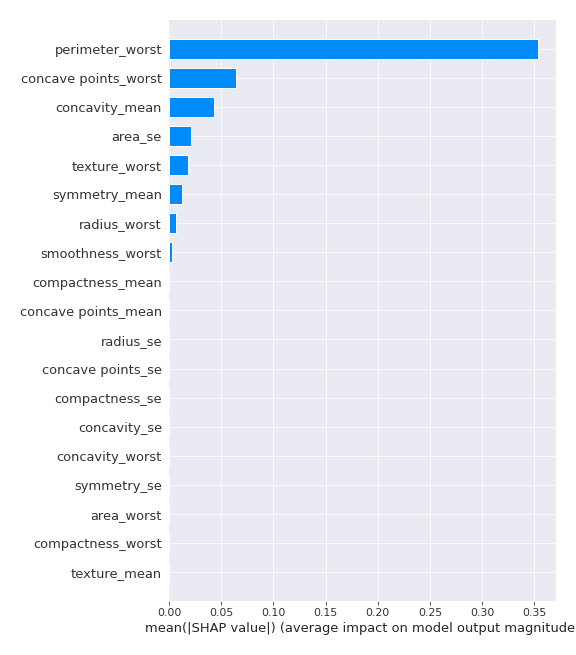 perimeter_worst
concave points_worst
concavity_mean
area_se
texture_worst
symmetry_mean
radius_worst
smoothness_worst
compactness_mean
concave points_mean
radius_se
concave points_se
compactness_se
concavity_se
concavity_worst
symmetry_se
area_worst
compactness_worst
texture_mean
0.00 0.05 0.10 0.15 0.20 0.25 0.30 0.35
mean(|SHAP value|) (average impact on model output magnitude